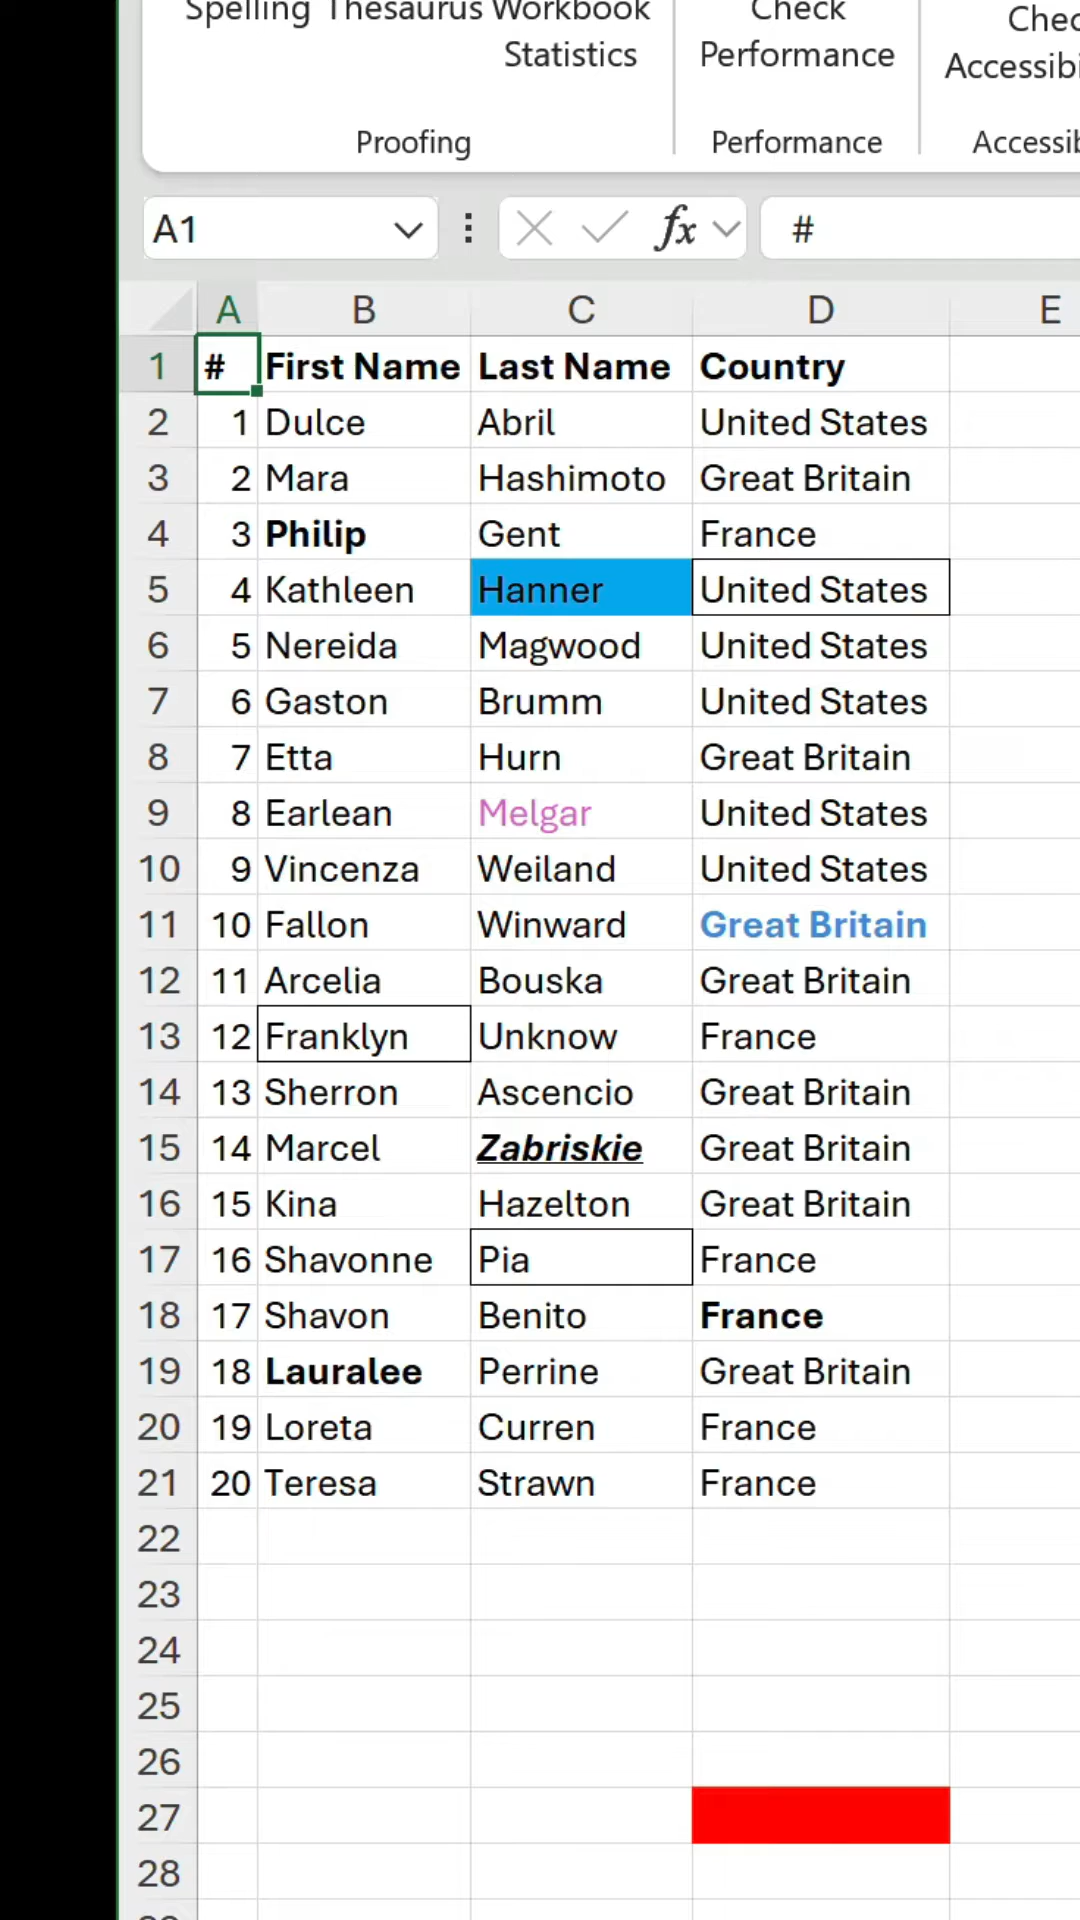 Spelling Thesaurus Workbook Statistics
Check Performance
Proofing
Performance
A1
fx
#
A B C D E
1 # First Name Last Name Country
2 1 Dulce Abril United States
3 2 Mara Hashimoto Great Britain
4 3 Philip Gent France
5 4 Kathleen Hanner United States
6 5 Nereida Magwood United States
7 6 Gaston Brumm United States
8 7 Etta Hurn Great Britain
9 8 Earlean Melgar United States
10 9 Vincenza Weiland United States
11 10 Fallon Winward Great Britain
12 11 Arcelia Bouska Great Britain
13 12 Franklyn Unknow France
14 13 Sherron Ascencio Great Britain
15 14 Marcel Zabriskie Great Britain
16 15 Kina Hazelton Great Britain
17 16 Shavonne Pia France
18 17 Shavon Benito France
19 18 Lauralee Perrine Great Britain
20 19 Loreta Curren France
21 20 Teresa Strawn France
22
23
24
25
26
27
28